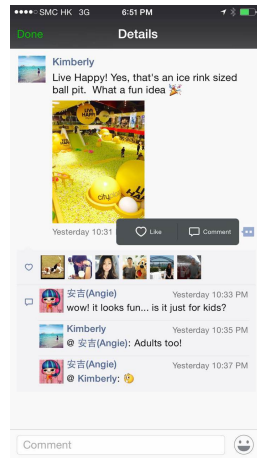 SMC HK 3G 6:51 PM
Done Details
Kimberly
Live Happy! Yes, that's an ice rink sized
ball pit. What a fun idea 🎉
LIVE HAPPY
Yesterday 10:31
Like
Comment
安吉(Angie) Yesterday 10:33 PM
wow! it looks fun... is it just for kids?
Kimberly Yesterday 10:35 PM
@ 安吉(Angie): Adults too!
安吉(Angie) Yesterday 10:37 PM
@ Kimberly: 🤔
Comment